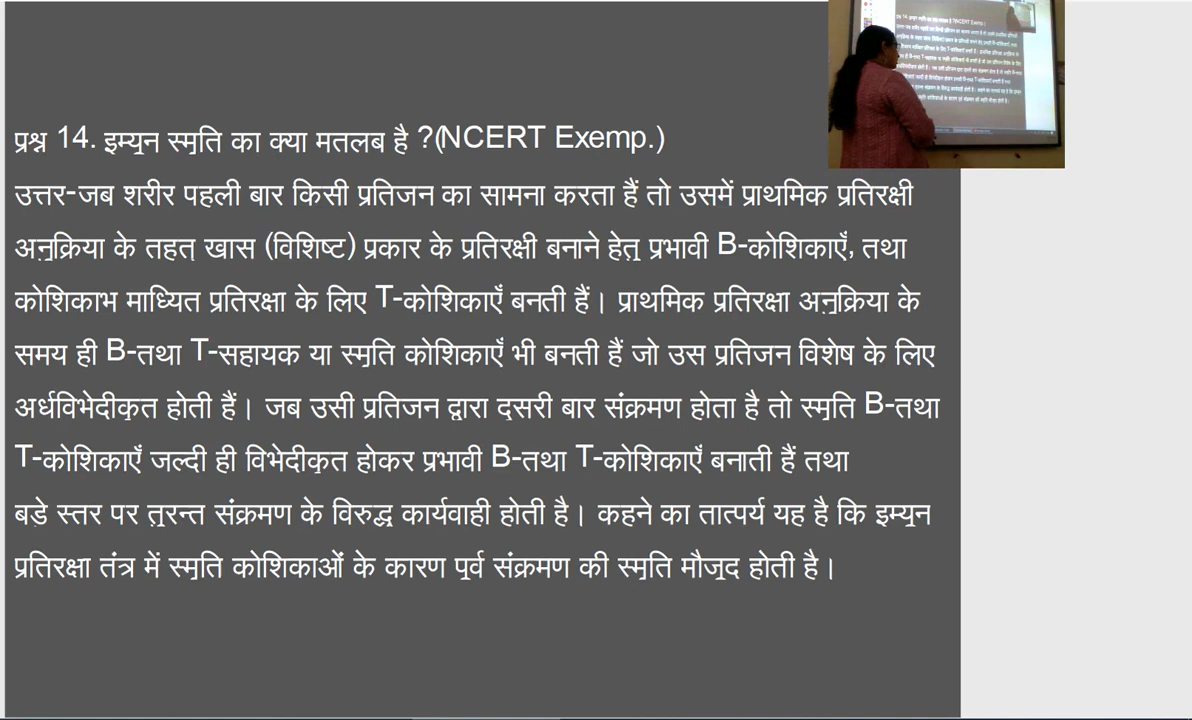 प्रश्न 14. इम्यून स्मृति का क्या मतलब है ?(NCERT Exemp.)
उत्तर-जब शरीर पहली बार किसी प्रतिजन का सामना करता हैं तो उसमें प्राथमिक प्रतिरक्षी
अनुक्रिया के तहत् खास (विशिष्ट) प्रकार के प्रतिरक्षी बनाने हेतु प्रभावी B-कोशिकाएँ, तथा
कोशिकाभ माध्यित प्रतिरक्षा के लिए T-कोशिकाएँ बनती हैं। प्राथमिक प्रतिरक्षा अनुक्रिया के
समय ही B-तथा T-सहायक या स्मृति कोशिकाएँ भी बनती हैं जो उस प्रतिजन विशेष के लिए
अर्धविभेदीकृत होती हैं। जब उसी प्रतिजन द्वारा दूसरी बार संक्रमण होता है तो स्मृति B-तथा
T-कोशिकाएँ जल्दी ही विभेदीकृत होकर प्रभावी B-तथा T-कोशिकाएँ बनाती हैं तथा
बडे स्तर पर तुरन्त संक्रमण के विरुद्ध कार्यवाही होती है। कहने का तात्पर्य यह है कि इम्यून
प्रतिरक्षा तंत्र में स्मृति कोशिकाओं के कारण पूर्व संक्रमण की स्मृति मौजूद होती है।